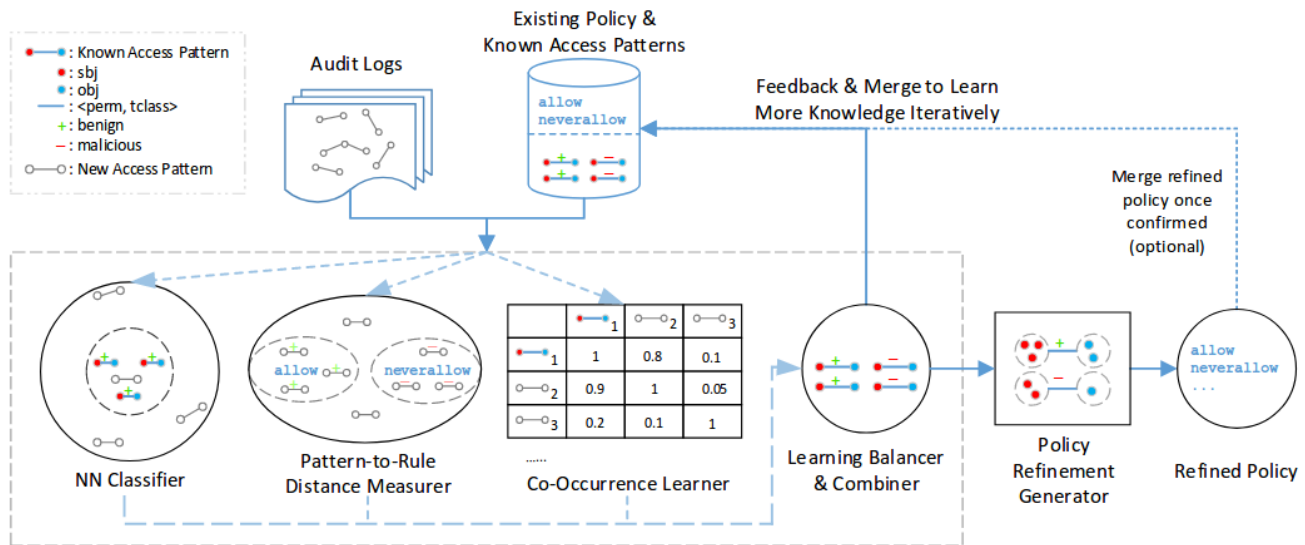 : Known Access Pattern
: sbj
: obj
: <perm, tclass>
+ : benign
− : malicious
: New Access Pattern
Audit Logs
Existing Policy &
Known Access Patterns
allow
neverallow
+ −
+ −
Feedback & Merge to Learn
More Knowledge Iteratively
Merge refined
policy once
confirmed
(optional)
+
+ +
+
NN Classifier
+
allow +
+
−
neverallow
− −
Pattern-to-Rule
Distance Measurer
1 2 3
1 1 0.8 0.1
2 0.9 1 0.05
3 0.2 0.1 1
......
Co-Occurrence Learner
+ −
+ −
Learning Balancer
& Combiner
+
−
Policy
Refinement
Generator
allow
neverallow
...
Refined Policy